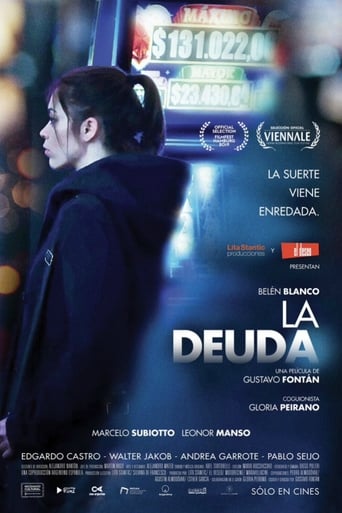 MÁXIMO
$131.022,00
MAYOR
$23.430,00
OFFICIAL
SELECTION
FILMFEST
HAMBURG
2019
SELECCIÓN OFICIAL
VIENNALE
LA SUERTE
VIENE
ENREDADA.
Lita Stantic
producciones
Y
EL DESEO
PRESENTAN
BELÉN BLANCO
LA
DEUDA
UNA PELÍCULA DE
GUSTAVO FONTÁN
COGUIONISTA
GLORIA PEIRANO
MARCELO SUBIOTTO LEONOR MANSO
EDGARDO CASTRO - WALTER JAKOB - ANDREA GARROTE - PABLO SEIJO
SÓLO EN CINES